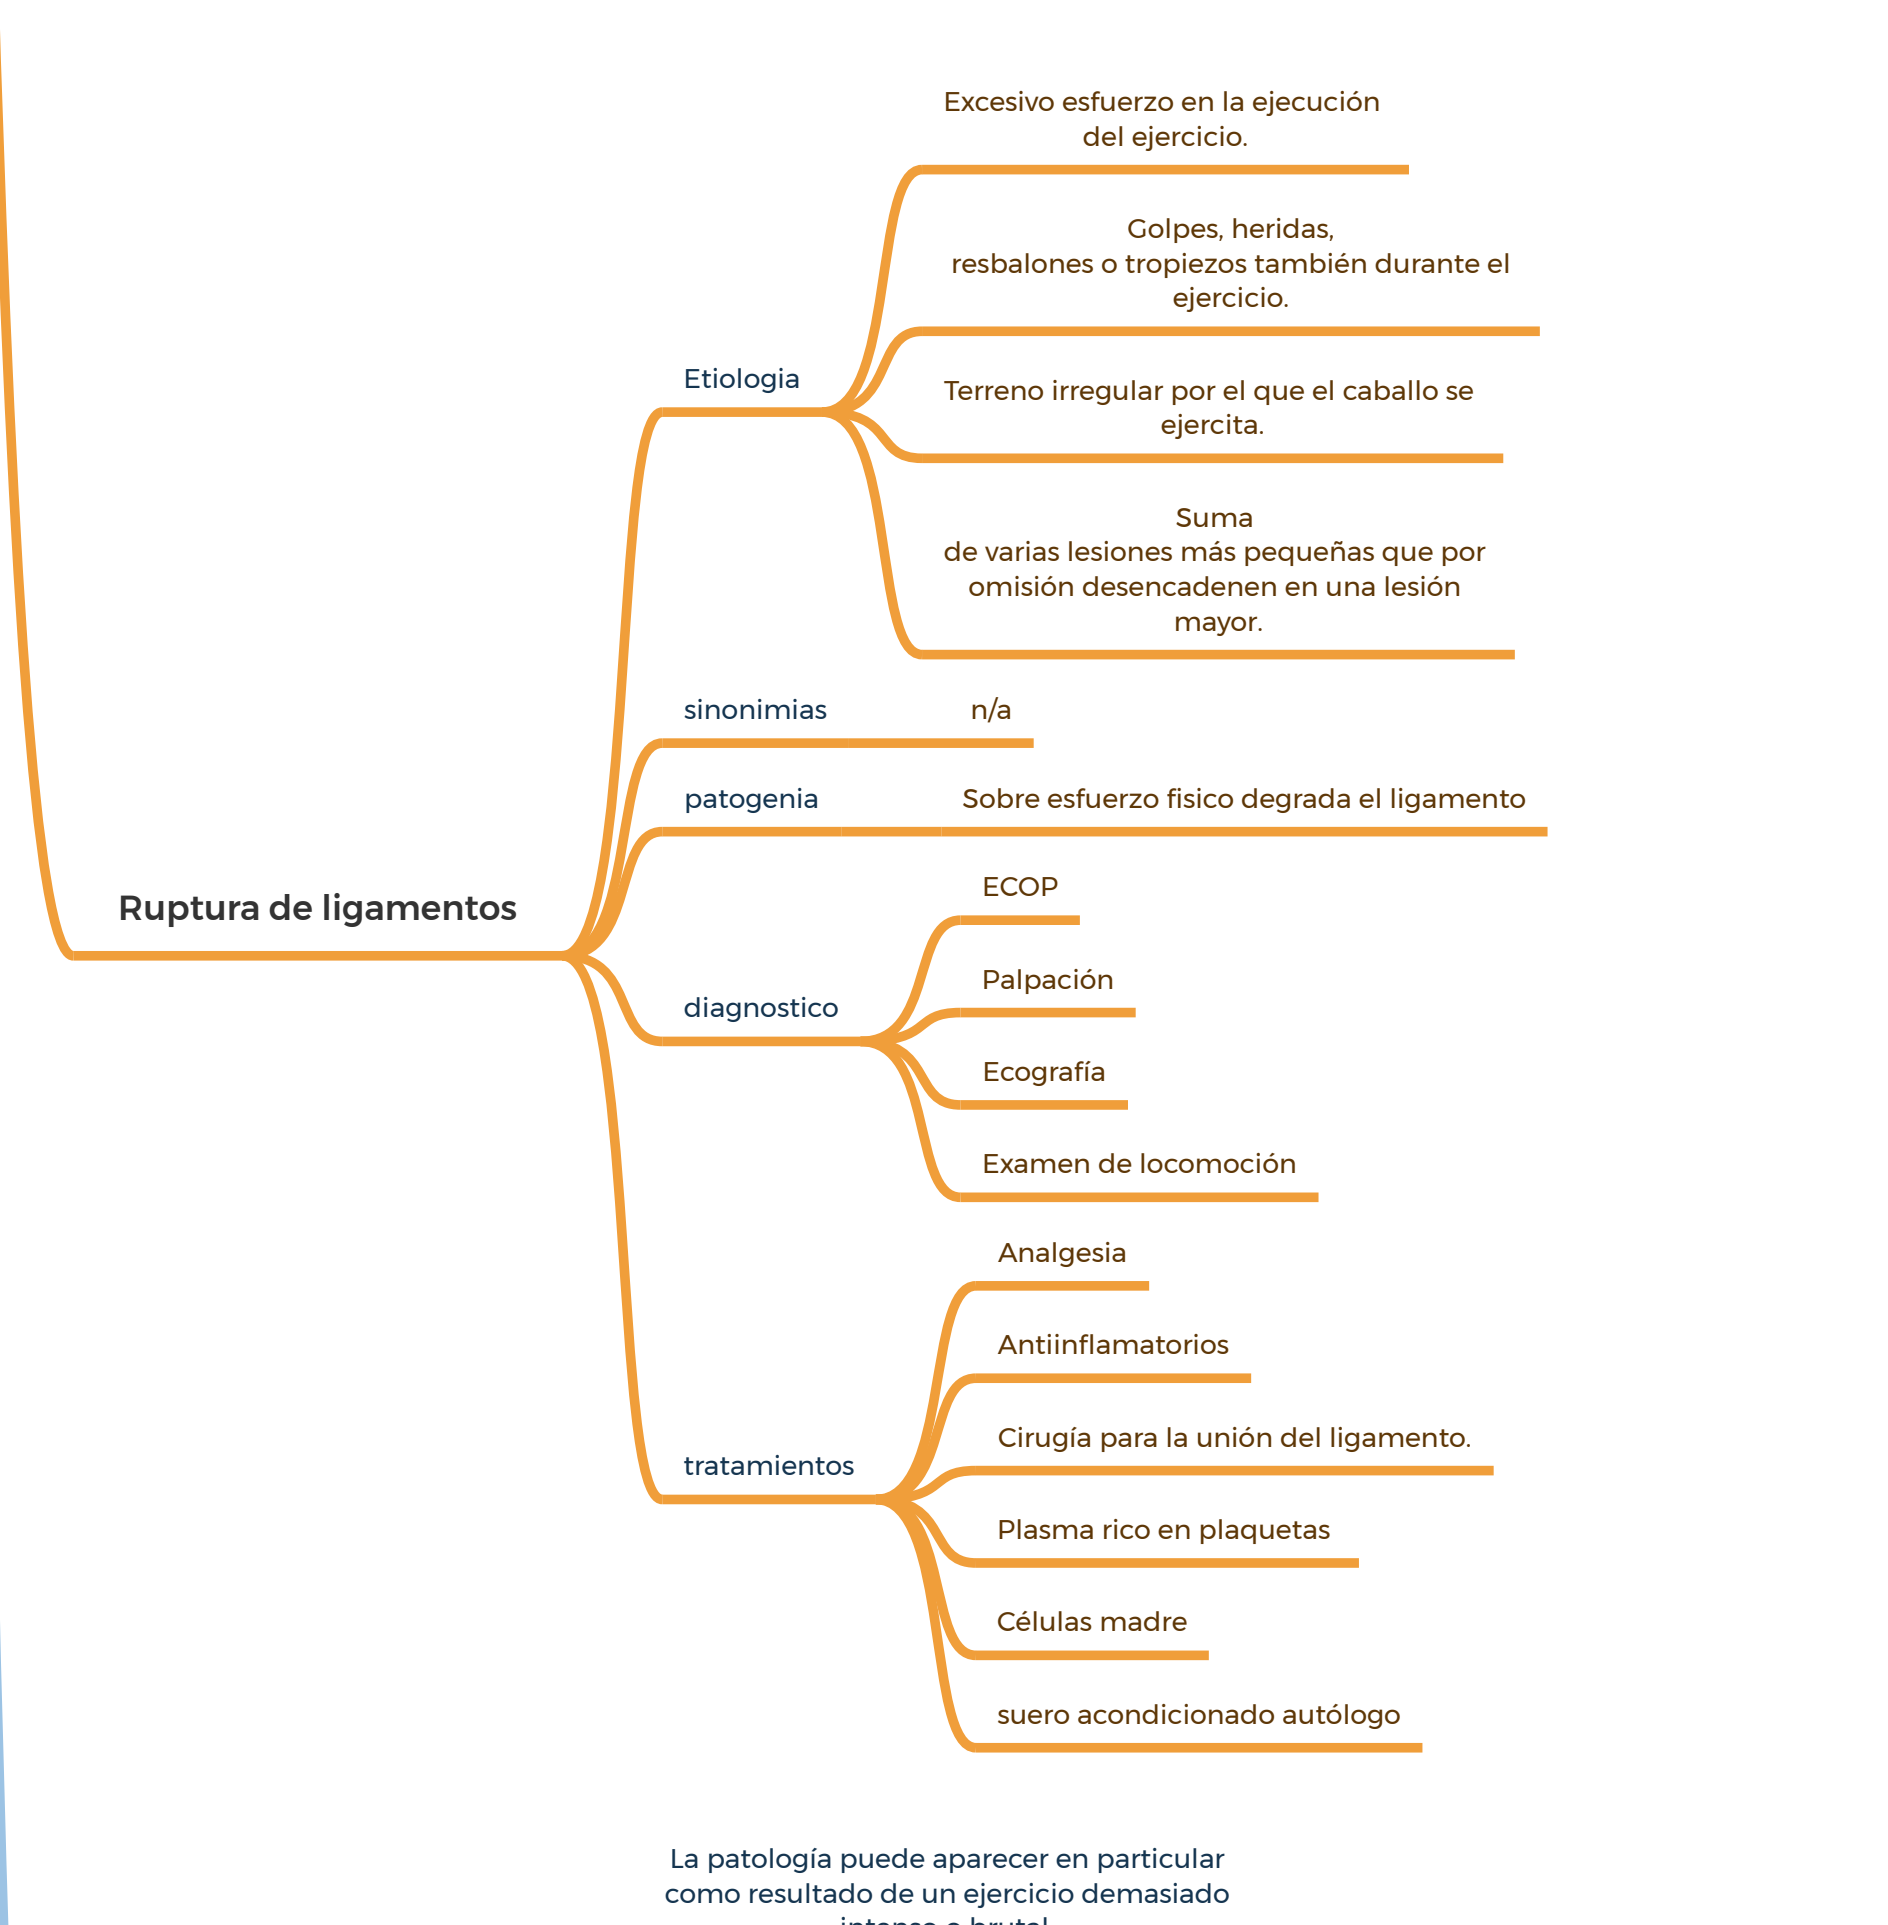 Excesivo esfuerzo en la ejecución
del ejercicio.
Golpes, heridas,
resbalones o tropiezos también durante el
ejercicio.
Etiologia
Terreno irregular por el que el caballo se
ejercita.
Suma
de varias lesiones más pequeñas que por
omisión desencadenen en una lesión
mayor.
sinonimias
n/a
patogenia
Sobre esfuerzo fisico degrada el ligamento
Ruptura de ligamentos
ECOP
Palpación
diagnostico
Ecografía
Examen de locomoción
Analgesia
Antiinflamatorios
Cirugía para la unión del ligamento.
tratamientos
Plasma rico en plaquetas
Células madre
suero acondicionado autólogo
La patología puede aparecer en particular
como resultado de un ejercicio demasiado
intenso o brutal